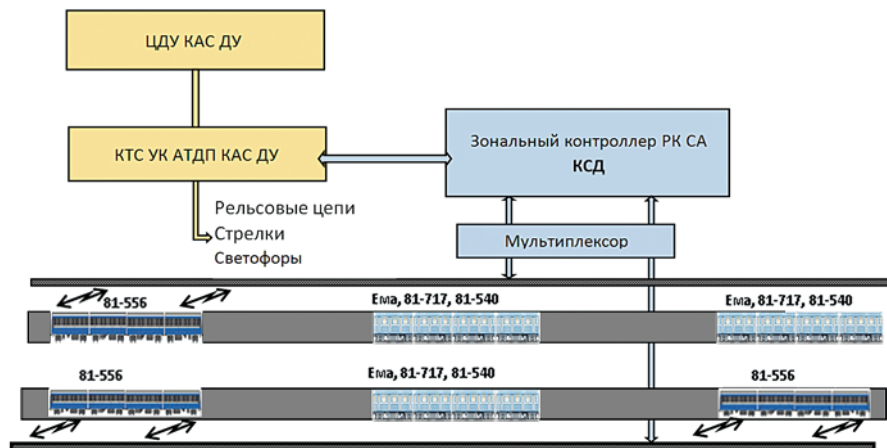 ЦДУ КАС ДУ
КТС УК АТДП КАС ДУ
Зональный контроллер РК СА
КСД
Рельсовые цепи
Стрелки
Светофоры
Мультиплексор
81-556
Ема, 81-717, 81-540
Ема, 81-717, 81-540
81-556
Ема, 81-717, 81-540
81-556